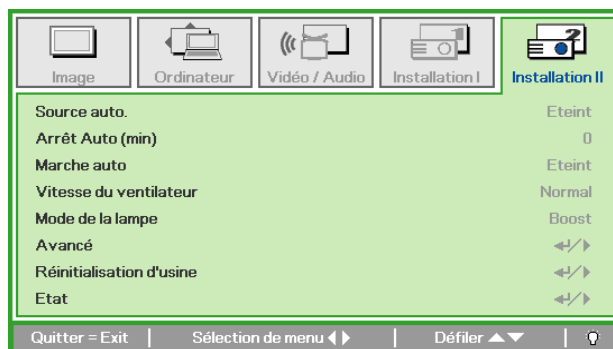 Image Ordinateur Vidéo / Audio Installation I Installation II
Source auto. Eteint
Arrêt Auto (min) 0
Marche auto Eteint
Vitesse du ventilateur Normal
Mode de la lampe Boost
Avancé
Réinitialisation d'usine
Etat
Quitter = Exit Sélection de menu Défiler